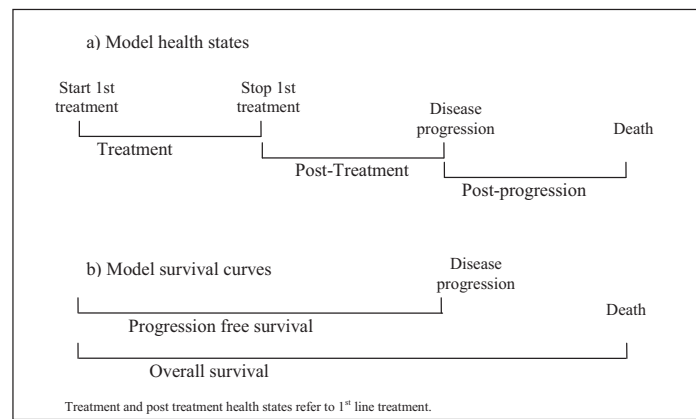 a) Model health states
Start 1st
treatment
Stop 1st
treatment
Disease
progression
Death
Treatment
Post-Treatment
Post-progression
b) Model survival curves
Disease
progression
Death
Progression free survival
Overall survival
Treatment and post treatment health states refer to 1st line treatment.